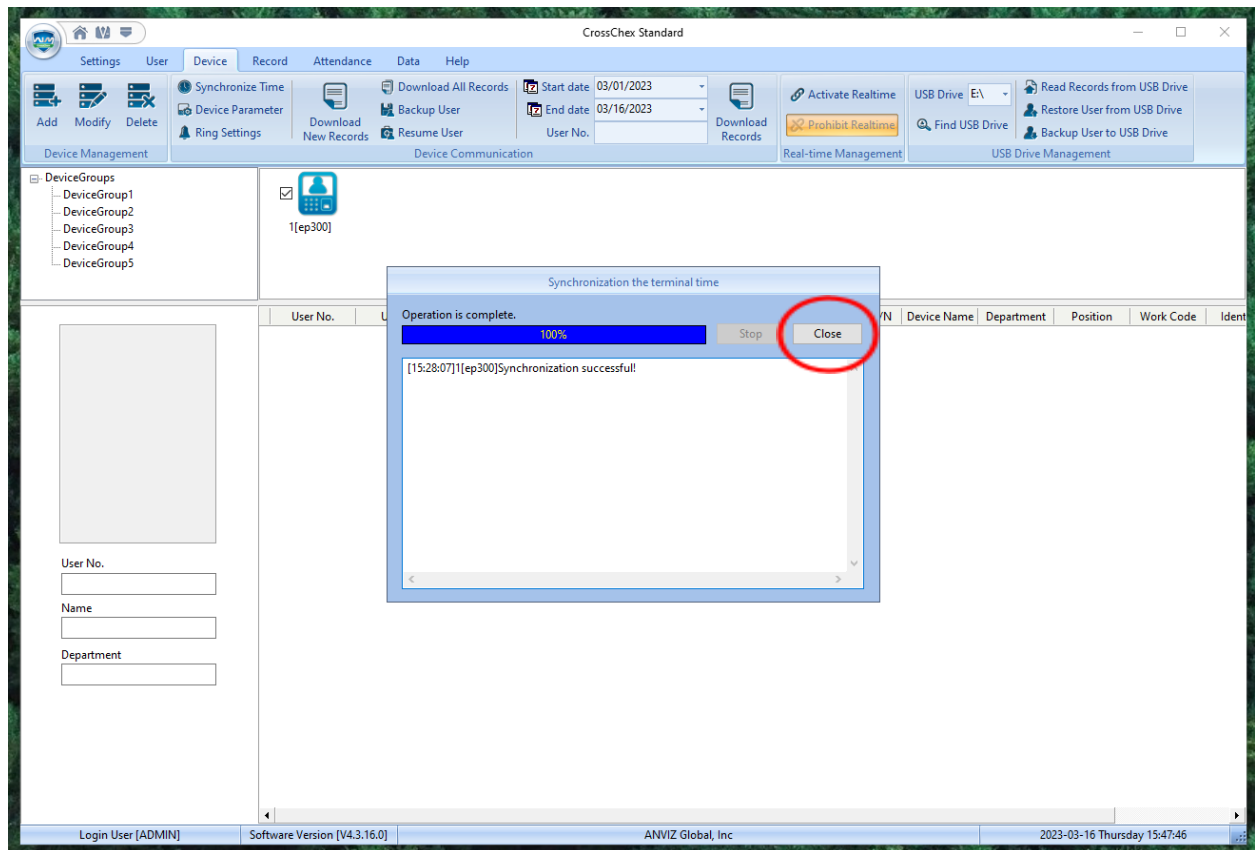 CrossChex Standard
AIM
Settings User Device Record Attendance Data Help
Add Modify Delete
Device Management
Synchronize Time
Device Parameter
Ring Settings
Download New Records
Download All Records
Backup User
Resume User
Start date 03/01/2023
End date 03/16/2023
User No.
Download Records
Device Communication
Activate Realtime
Prohibit Realtime
Real-time Management
USB Drive E:\
Find USB Drive
Read Records from USB Drive
Restore User from USB Drive
Backup User to USB Drive
USB Drive Management
DeviceGroups
DeviceGroup1
DeviceGroup2
DeviceGroup3
DeviceGroup4
DeviceGroup5
1[ep300]
User No. Device Name Department Position Work Code
Synchronization the terminal time
Operation is complete.
100% Stop Close
[15:28:07]1[ep300]Synchronization successful!
User No.
Name
Department
Login User [ADMIN] Software Version [V4.3.16.0] ANVIZ Global, Inc 2023-03-16 Thursday 15:47:46